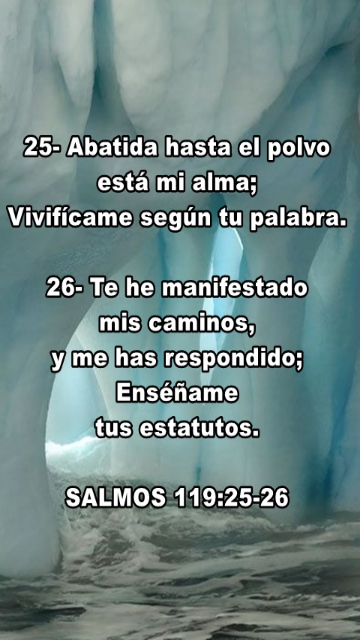 25- Abatida hasta el polvo
está mi alma;
Vivifícame según tu palabra.
26- Te he manifestado
mis caminos,
y me has respondido;
Enséñame
tus estatutos.
SALMOS 119:25-26